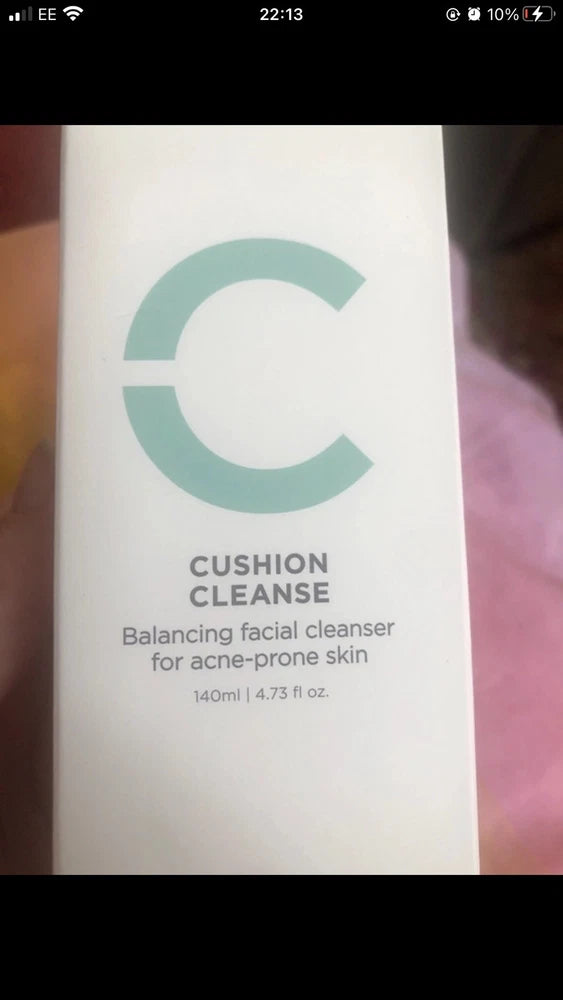 EE 22:13 10%
C
CUSHION
CLEANSE
Balancing facial cleanser
for acne-prone skin
140ml | 4.73 fl oz.